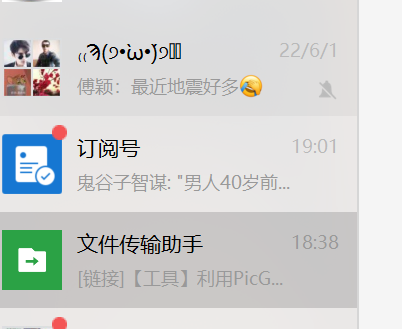 ₍₍Ϡ(੭•̀ω•́)੭
22/6/1
傅颖：最近地震好多🤣
订阅号
19:01
鬼谷子智谋: "男人40岁前...
文件传输助手
18:38
[链接]【工具】利用PicG...